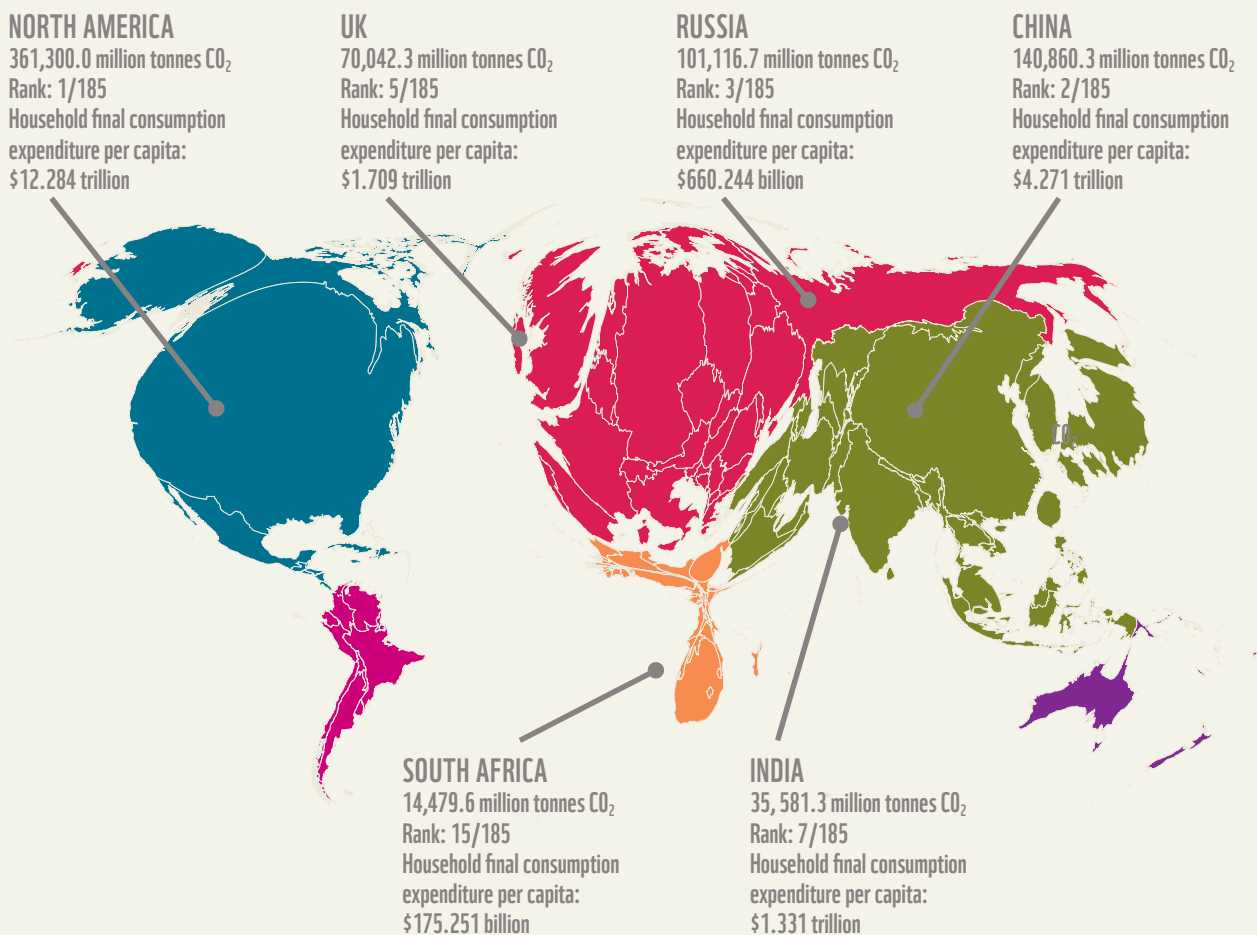 NORTH AMERICA
361,300.0 million tonnes CO₂
Rank: 1/185
Household final consumption
expenditure per capita:
$12.284 trillion
UK
70,042.3 million tonnes CO₂
Rank: 5/185
Household final consumption
expenditure per capita:
$1.709 trillion
RUSSIA
101,116.7 million tonnes CO₂
Rank: 3/185
Household final consumption
expenditure per capita:
$660.244 billion
CHINA
140,860.3 million tonnes CO₂
Rank: 2/185
Household final consumption
expenditure per capita:
$4.271 trillion
CO₂
SOUTH AFRICA
14,479.6 million tonnes CO₂
Rank: 15/185
Household final consumption
expenditure per capita:
$175.251 billion
INDIA
35, 581.3 million tonnes CO₂
Rank: 7/185
Household final consumption
expenditure per capita:
$1.331 trillion